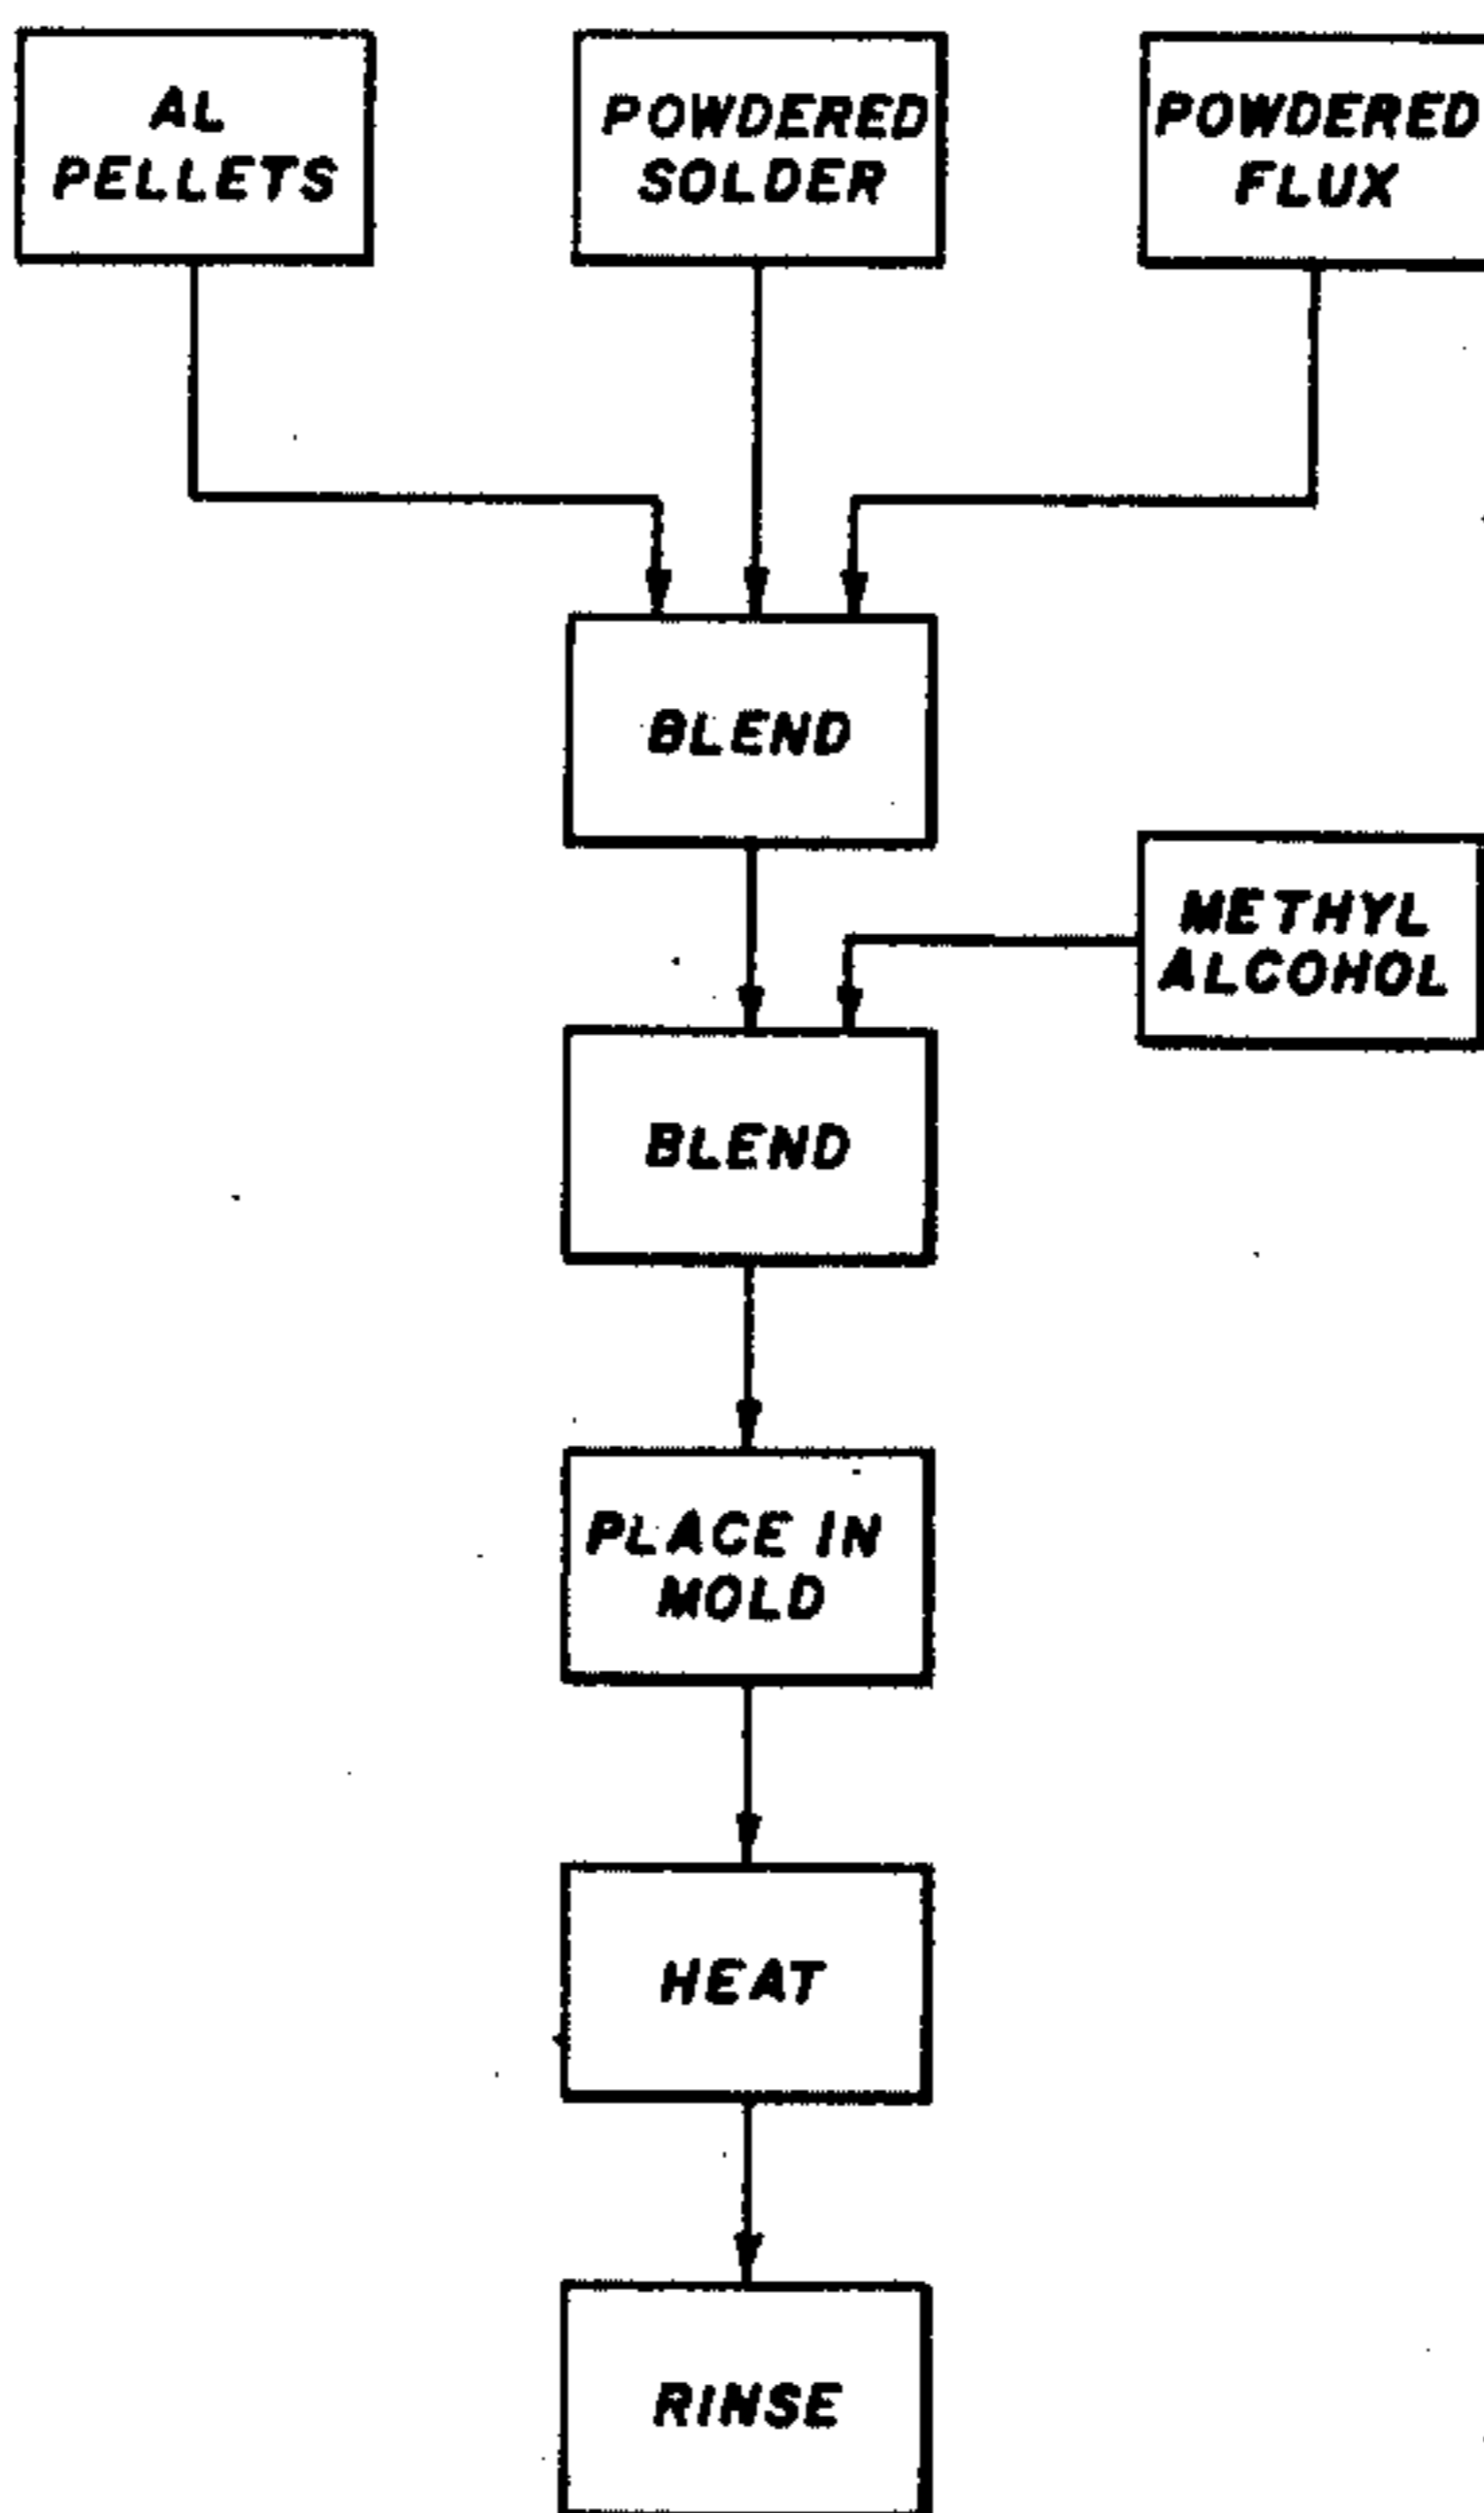 AL
PELLETS
POWDERED
SOLDER
POWDERED
FLUX
BLEND
METHYL
ALCOHOL
BLEND
PLACE IN
MOLD
HEAT
RINSE